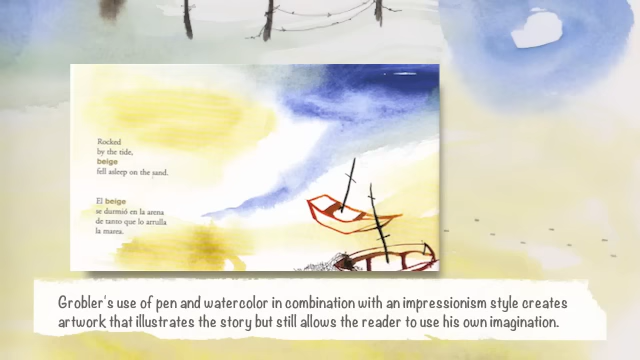 Rocked
by the tide,
beige
fell asleep on the sand.
El beige
se durmió en la arena
de tanto que lo arrulla
la marea.
Grobler's use of pen and watercolor in combination with an impressionism style creates
artwork that illustrates the story but still allows the reader to use his own imagination.